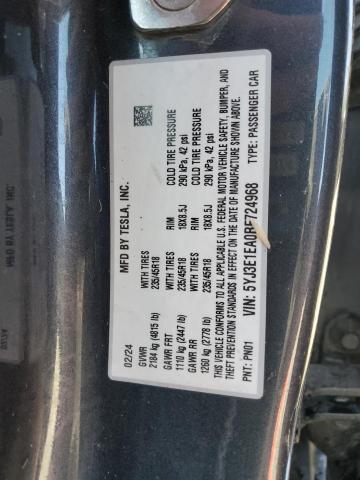 MFD BY TESLA, INC.
02/24
GVWR
2184 kg (4815 lb)
GAWR FRT WITH TIRES RIM COLD TIRE PRESSURE
1110 kg (2447 lb) 235/45R18 18X8.5J 290 kPa, 42 psi
GAWR RR WITH TIRES RIM COLD TIRE PRESSURE
1260 kg (2778 lb) 235/45R18 18X8.5J 290 kPa, 42 psi
THIS VEHICLE CONFORMS TO ALL APPLICABLE U.S. FEDERAL MOTOR VEHICLE SAFETY, BUMPER, AND
THEFT PREVENTION STANDARDS IN EFFECT ON THE DATE OF MANUFACTURE SHOWN ABOVE.
VIN: 5YJ3E1EA0RF724968 TYPE: PASSENGER CAR
PNT: PN01